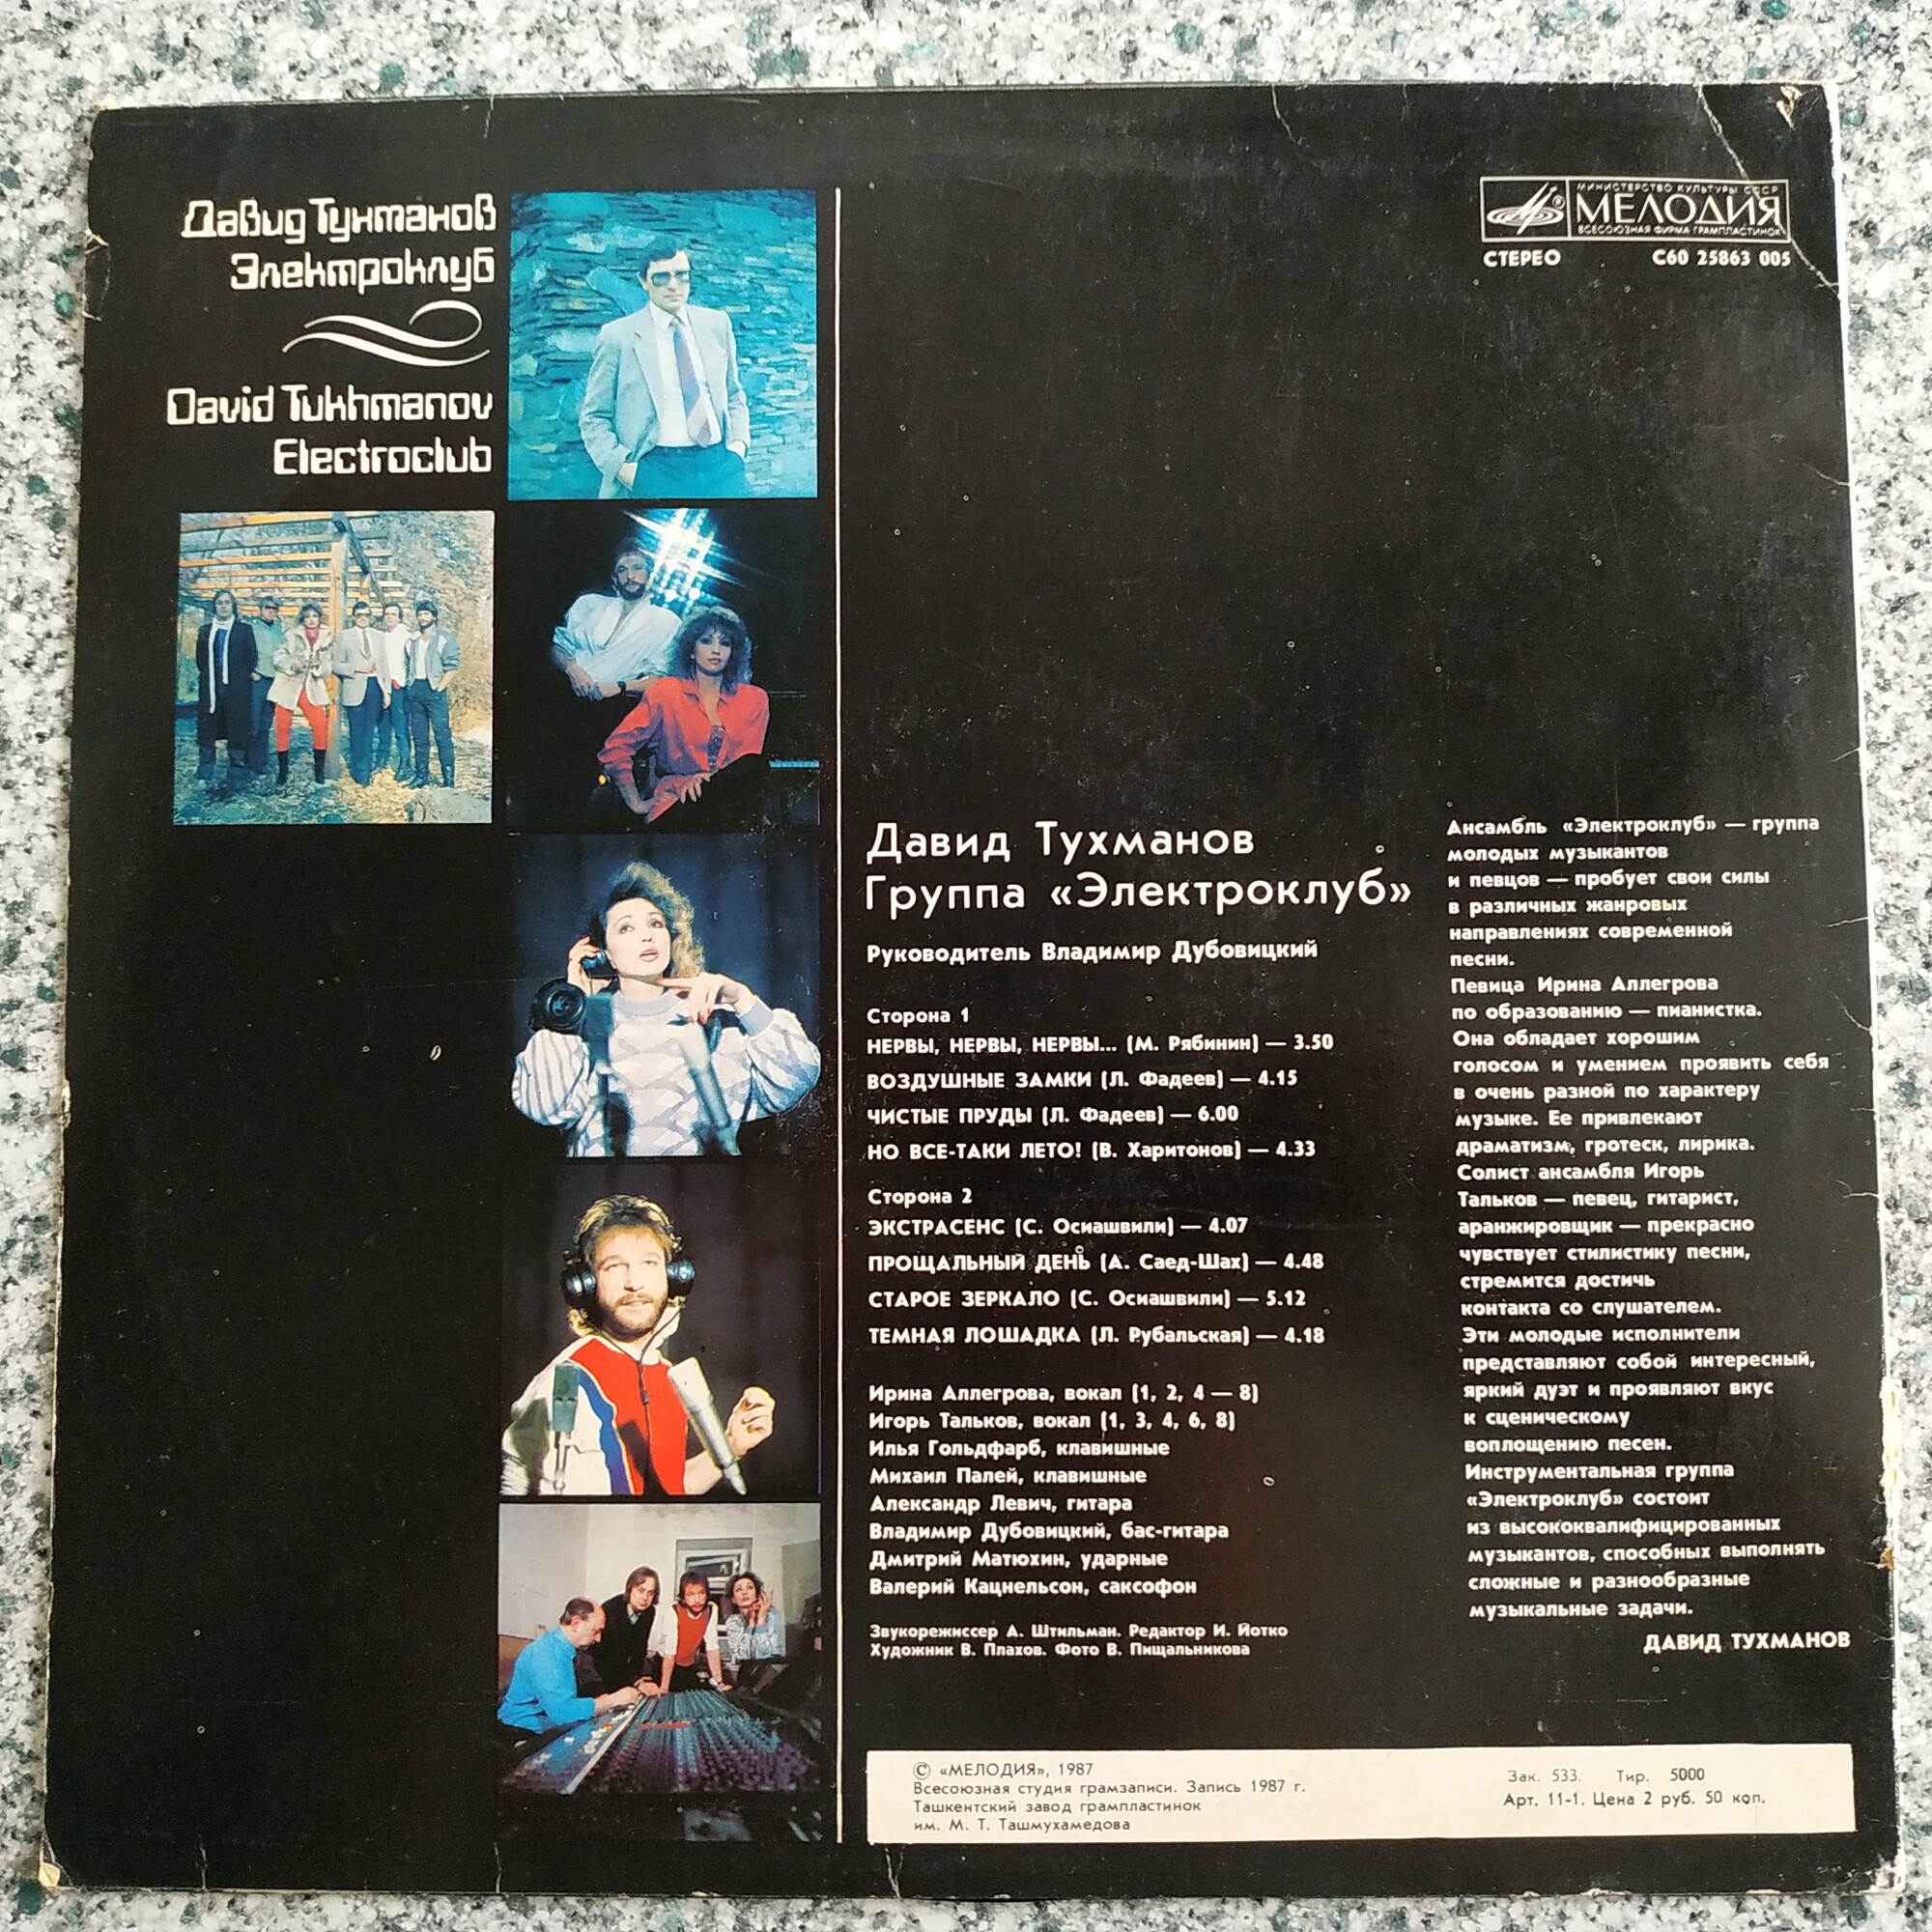 Давид Тухманов
Электроклуб
David Tukhmanov
Electroclub
МИНИСТЕРСТВО КУЛЬТУРЫ СССР
МЕЛОДИЯ
ВСЕСОЮЗНАЯ ФИРМА ГРАМПЛАСТИНОК
СТЕРЕО С60 25863 005
Давид Тухманов
Группа «Электроклуб»
Руководитель Владимир Дубовицкий
Сторона 1
НЕРВЫ, НЕРВЫ, НЕРВЫ... (М. Рябинин) — 3.50
ВОЗДУШНЫЕ ЗАМКИ (Л. Фадеев) — 4.15
ЧИСТЫЕ ПРУДЫ (Л. Фадеев) — 6.00
НО ВСЕ-ТАКИ ЛЕТО! (В. Харитонов) — 4.33
Сторона 2
ЭКСТРАСЕНС (С. Осиашвили) — 4.07
ПРОЩАЛЬНЫЙ ДЕНЬ (А. Саед-Шах) — 4.48
СТАРОЕ ЗЕРКАЛО (С. Осиашвили) — 5.12
ТЕМНАЯ ЛОШАДКА (Л. Рубальская) — 4.18
Ирина Аллегрова, вокал (1, 2, 4 — 8)
Игорь Тальков, вокал (1, 3, 4, 6, 8)
Илья Гольдфарб, клавишные
Михаил Палей, клавишные
Александр Левич, гитара
Владимир Дубовицкий, бас-гитара
Дмитрий Матюхин, ударные
Валерий Кацнельсон, саксофон
Звукорежиссер А. Штильман. Редактор И. Йотко
Художник В. Плахов. Фото В. Пищальникова
Ансамбль «Электроклуб» — группа
молодых музыкантов
и певцов — пробует свои силы
в различных жанровых
направлениях современной
песни.
Певица Ирина Аллегрова
по образованию — пианистка.
Она обладает хорошим
голосом и умением проявить себя
в очень разной по характеру
музыке. Ее привлекают
драматизм, гротеск, лирика.
Солист ансамбля Игорь
Тальков — певец, гитарист,
аранжировщик — прекрасно
чувствует стилистику песни,
стремится достичь
контакта со слушателем.
Эти молодые исполнители
представляют собой интересный,
яркий дуэт и проявляют вкус
к сценическому
воплощению песен.
Инструментальная группа
«Электроклуб» состоит
из высококвалифицированных
музыкантов, способных выполнять
сложные и разнообразные
музыкальные задачи.
ДАВИД ТУХМАНОВ
© «МЕЛОДИЯ», 1987
Всесоюзная студия грамзаписи. Запись 1987 г.
Ташкентский завод грампластинок
им. М. Т. Ташмухамедова
Зак. 533. Тир. 5000
Арт. 11-1. Цена 2 руб. 50 коп.